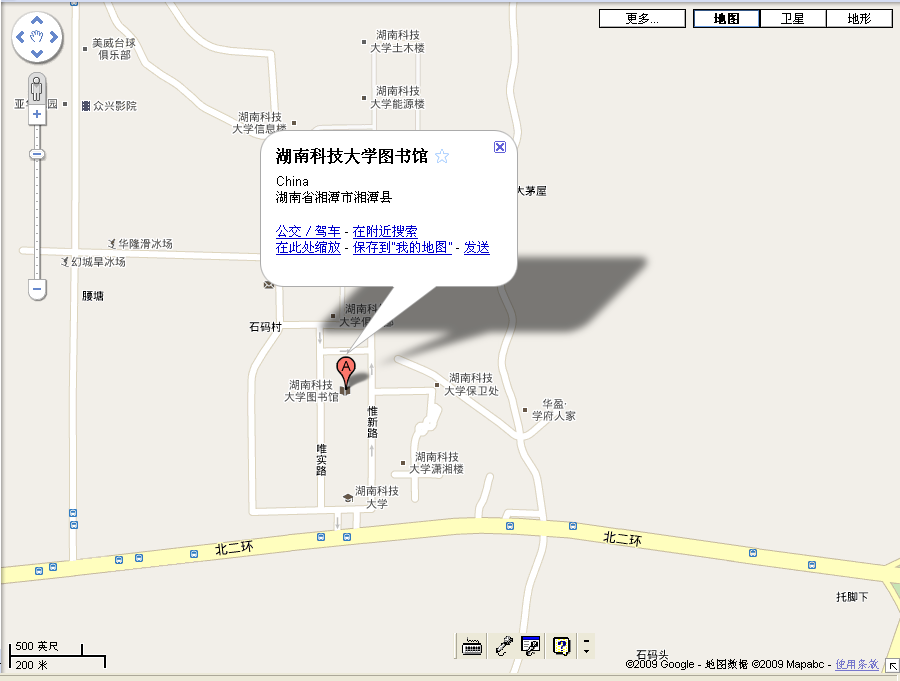 更多...
地图
卫星
地形
美威台球
俱乐部
湖南科技
大学土木楼
众兴影院
湖南科技
大学能源楼
湖南科技
大学信息楼
湖南科技大学图书馆
China
湖南省湘潭市湘潭县
公交 / 驾车 - 在附近搜索
在此处缩放 - 保存到"我的地图" - 发送
大茅屋
华隆滑冰场
幻城旱冰场
腰塘
石码村
湖南科技
A
湖南科技
大学图书馆
湖南科技
大学保卫处
华盈·
学府人家
惟新路
唯实路
湖南科技
大学潇湘楼
湖南科技
大学
北二环
北二环
托脚下
石码头
500 英尺
200 米
©2009 Google - 地图数据 ©2009 Mapabc - 使用条款